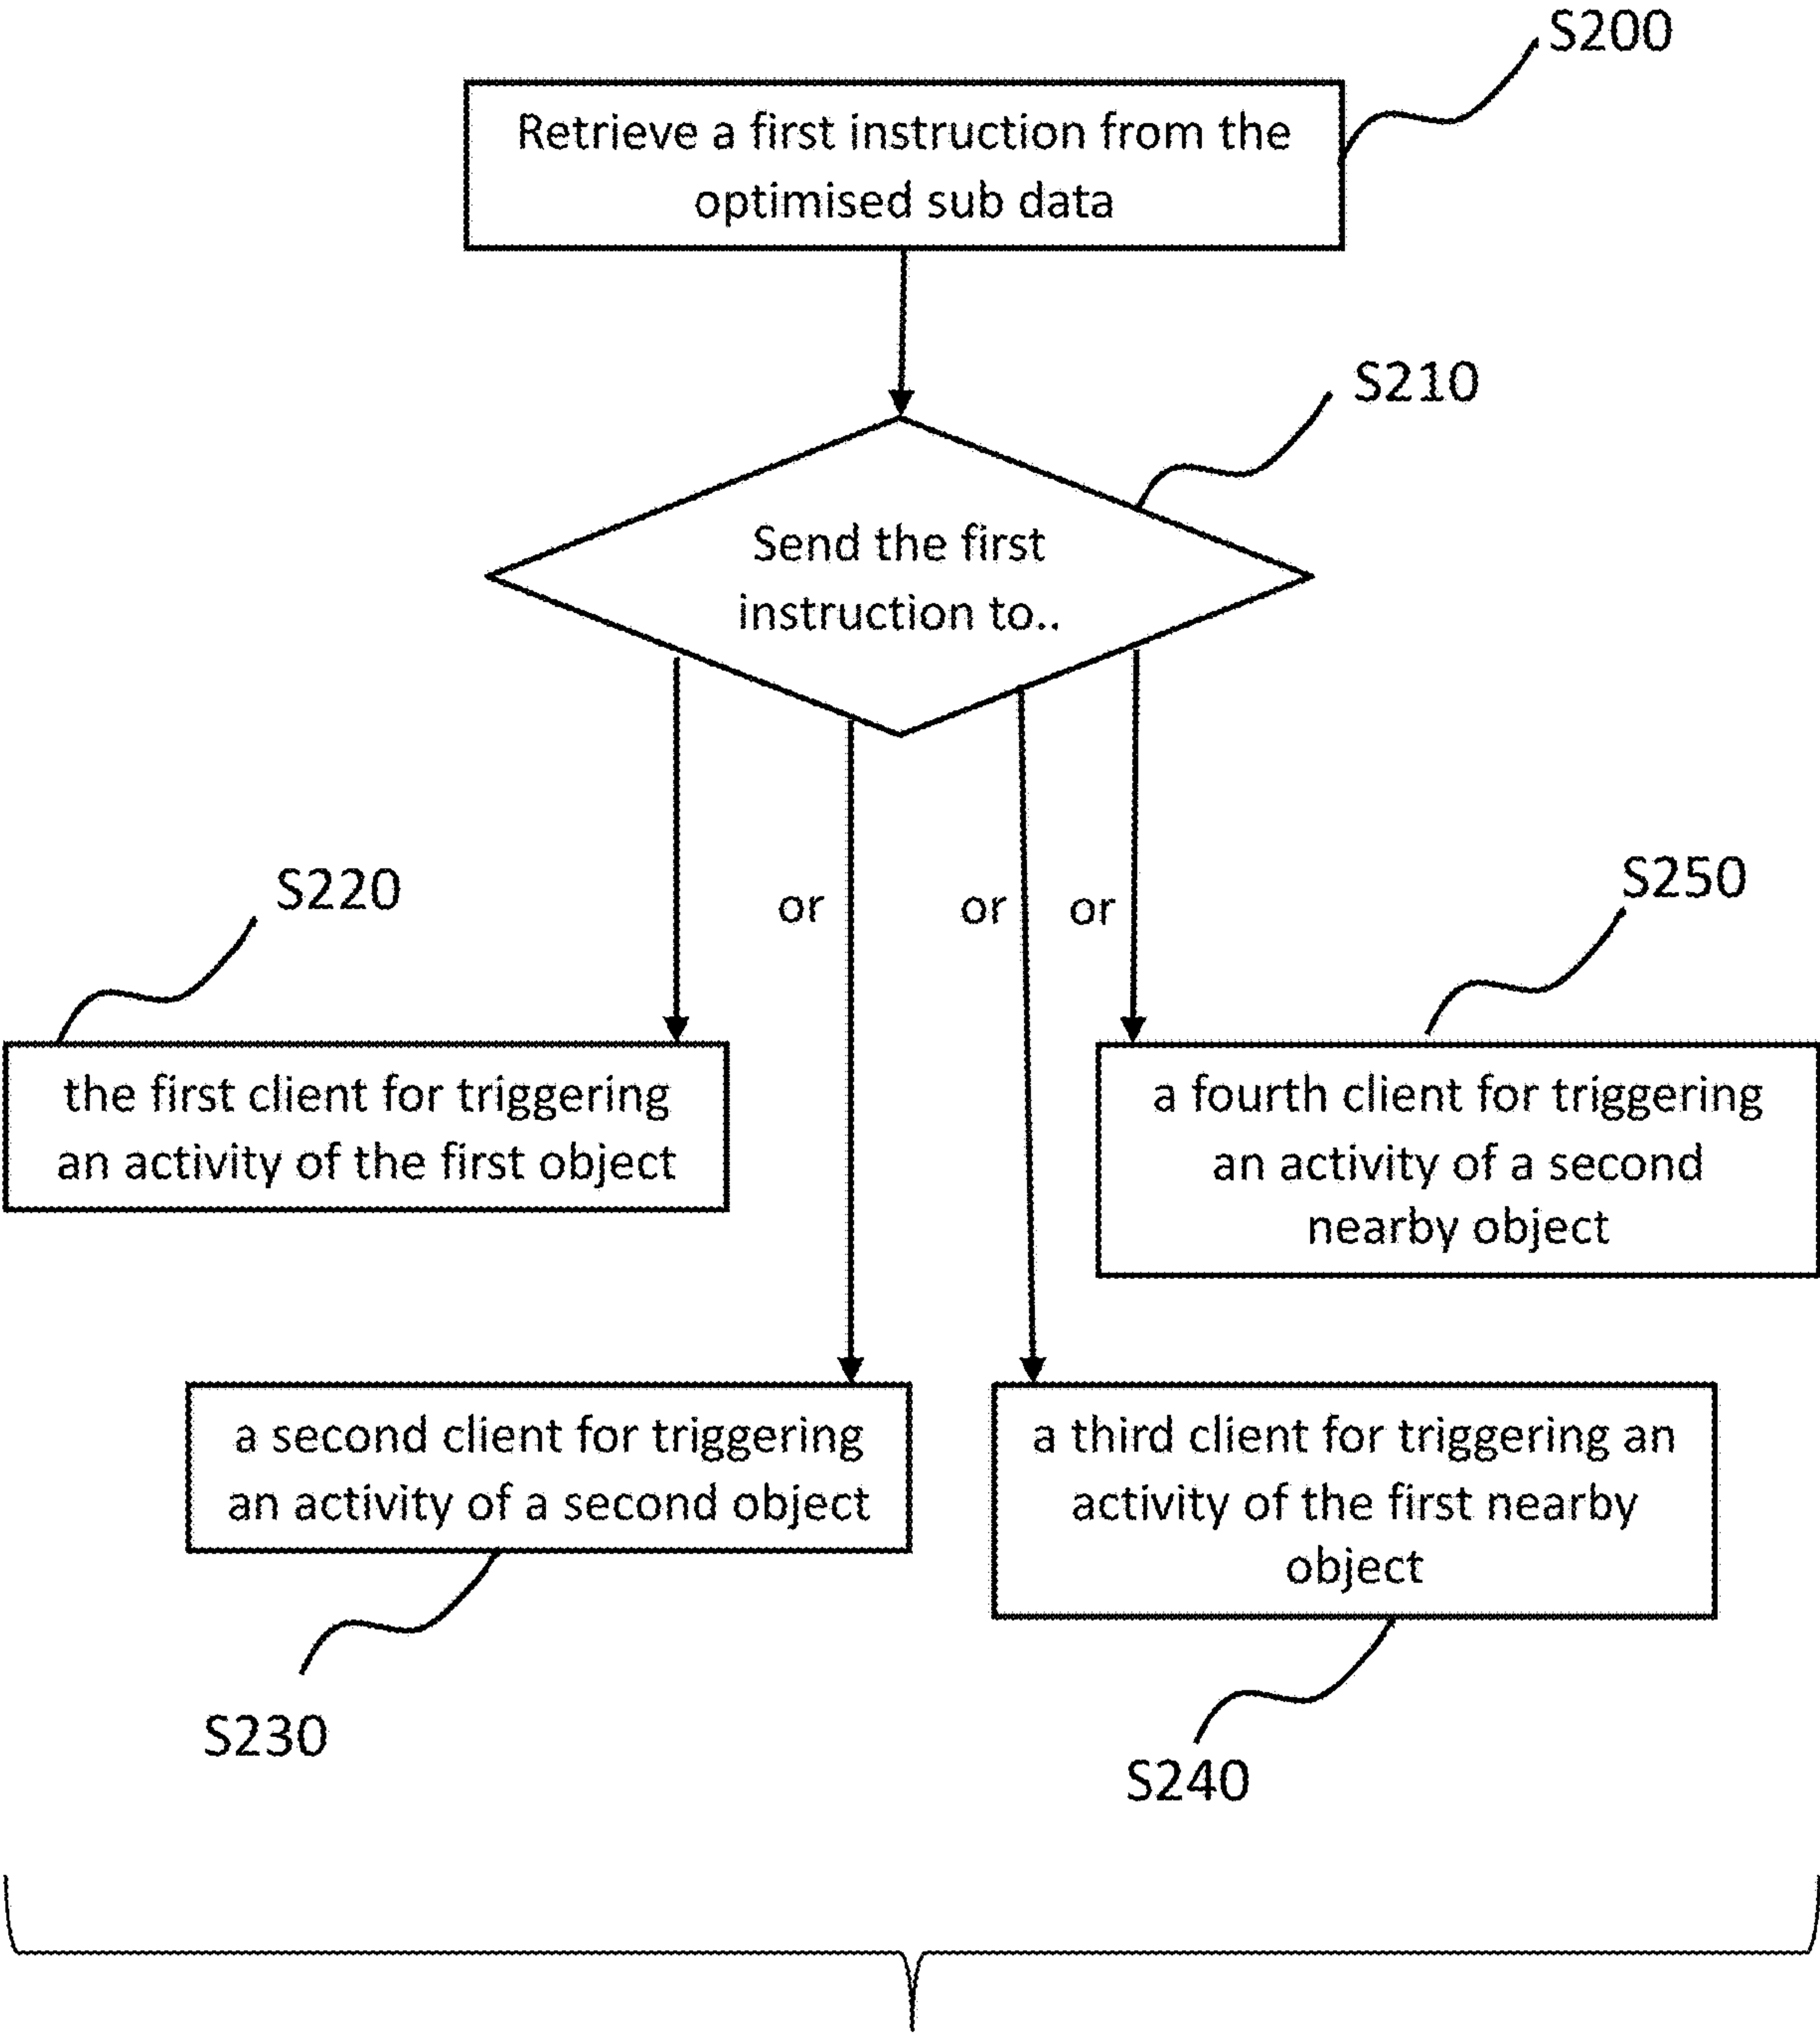 S200
Retrieve a first instruction from the
optimised sub data
S210
Send the first
instruction to..
or
or
or
S220
S250
the first client for triggering
an activity of the first object
a fourth client for triggering
an activity of a second
nearby object
a second client for triggering
an activity of a second object
a third client for triggering an
activity of the first nearby
object
S230
S240